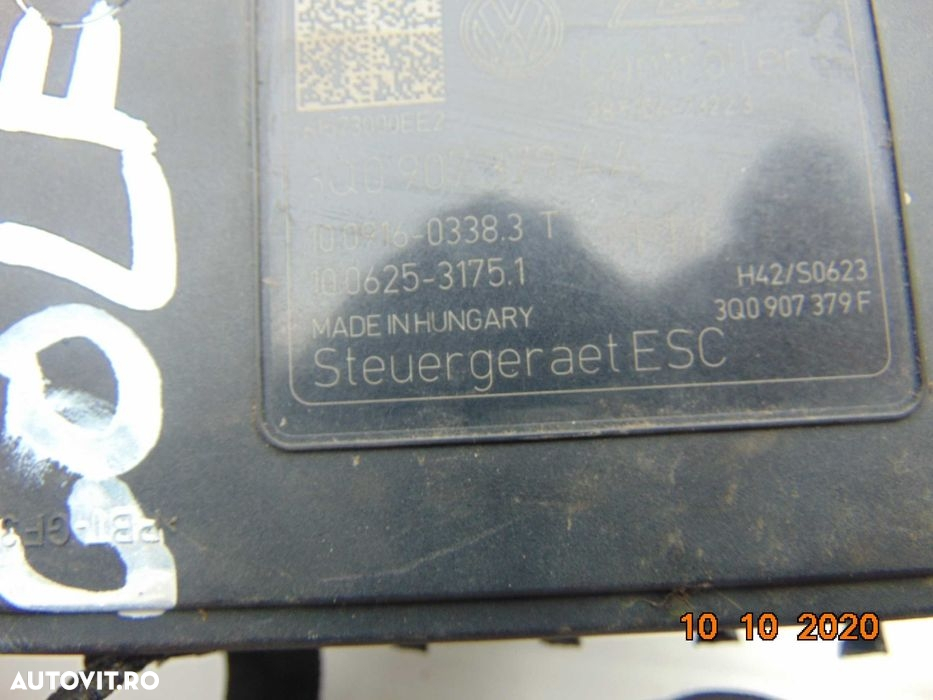 Controller
3Q0 907 379
10.0916-0338.3 T
10.0625-3175.1
H42/S0623
MADE IN HUNGARY
3Q0 907 379 F
Steuergeraet ESC
GOLF
10 10 2020
AUTOVIT.RO